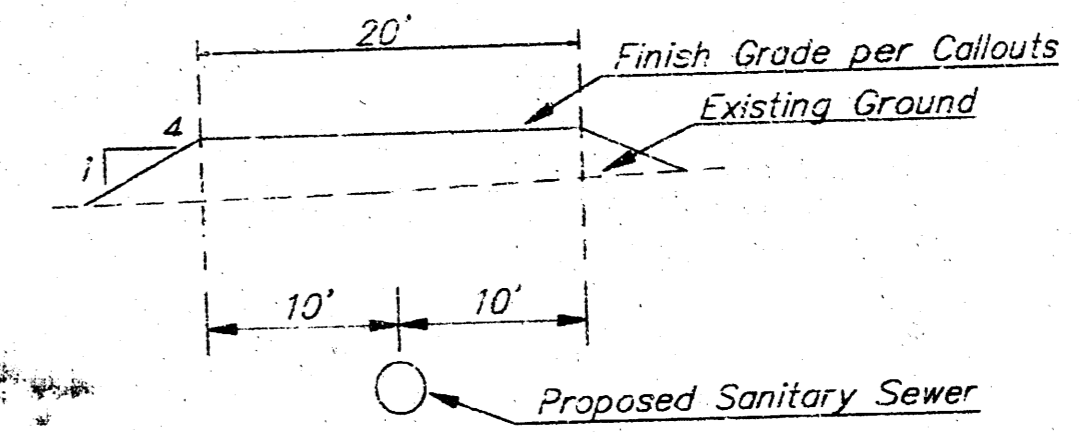 20'
Finish Grade per Callouts
Existing Ground
4
1
10'
10'
Proposed Sanitary Sewer